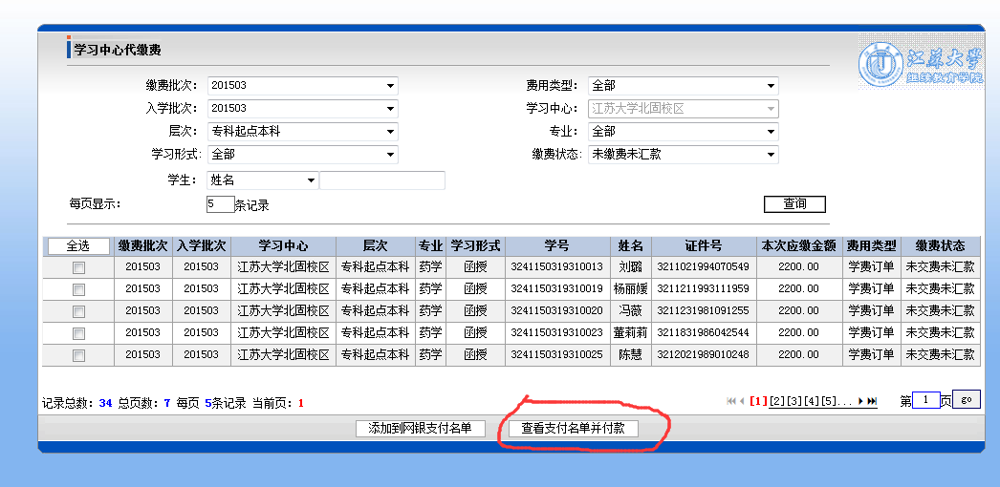 学习中心代缴费
江苏大学
继续教育学院
缴费批次: 201503 费用类型: 全部
入学批次: 201503 学习中心: 江苏大学北固校区
层次: 专科起点本科 专业: 全部
学习形式: 全部 缴费状态: 未缴费未汇款
学生: 姓名
每页显示: 5 条记录 查询
全选 缴费批次 入学批次 学习中心 层次 专业 学习形式 学号 姓名 证件号 本次应缴金额 费用类型 缴费状态
201503 201503 江苏大学北固校区 专科起点本科 药学 函授 3241150319310013 刘璐 3211021994070549 2200.00 学费订单 未交费未汇款
201503 201503 江苏大学北固校区 专科起点本科 药学 函授 3241150319310019 杨丽媛 3211211993111959 2200.00 学费订单 未交费未汇款
201503 201503 江苏大学北固校区 专科起点本科 药学 函授 3241150319310020 冯薇 3211231981091255 2200.00 学费订单 未交费未汇款
201503 201503 江苏大学北固校区 专科起点本科 药学 函授 3241150319310023 董莉莉 3211831986042544 2200.00 学费订单 未交费未汇款
201503 201503 江苏大学北固校区 专科起点本科 药学 函授 3241150319310025 陈慧 3212021989010248 2200.00 学费订单 未交费未汇款
记录总数: 34 总页数: 7 每页 5条记录 当前页: 1 [1][2][3][4][5]... 第 1 页 go
添加到网银支付名单 查看支付名单并付款